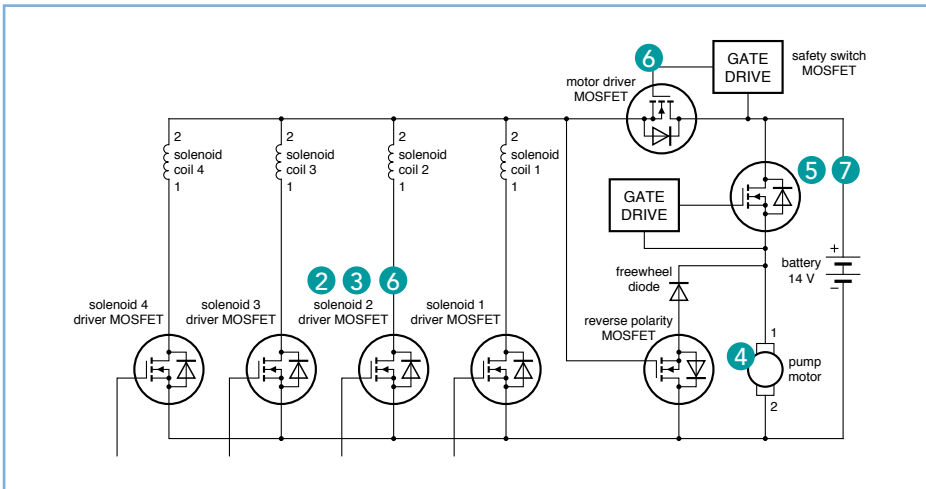 6
GATE
DRIVE
safety switch
MOSFET
motor driver
MOSFET
2
solenoid
coil 4
1
2
solenoid
coil 3
1
2
solenoid
coil 2
1
2
solenoid
coil 1
1
5 7
GATE
DRIVE
+
battery
14 V
–
freewheel
diode
2 3 6
solenoid 4
driver MOSFET
solenoid 3
driver MOSFET
solenoid 2
driver MOSFET
solenoid 1
driver MOSFET
reverse polarity
MOSFET
1
4
pump
motor
2